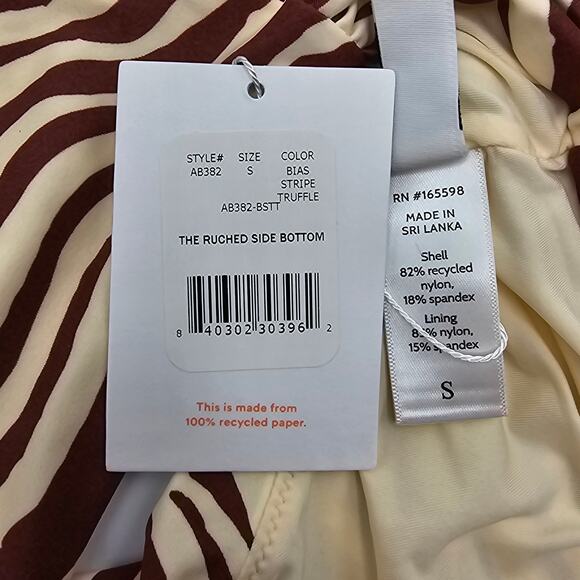 STYLE# SIZE COLOR
AB382 S BIAS
STRIPE
TRUFFLE
AB382-BSTT
THE RUCHED SIDE BOTTOM
8 40302 30396 2
This is made from
100% recycled paper.
RN #165598
MADE IN
SRI LANKA
Shell
82% recycled
nylon,
18% spandex
Lining
nylon,
15% spandex
S